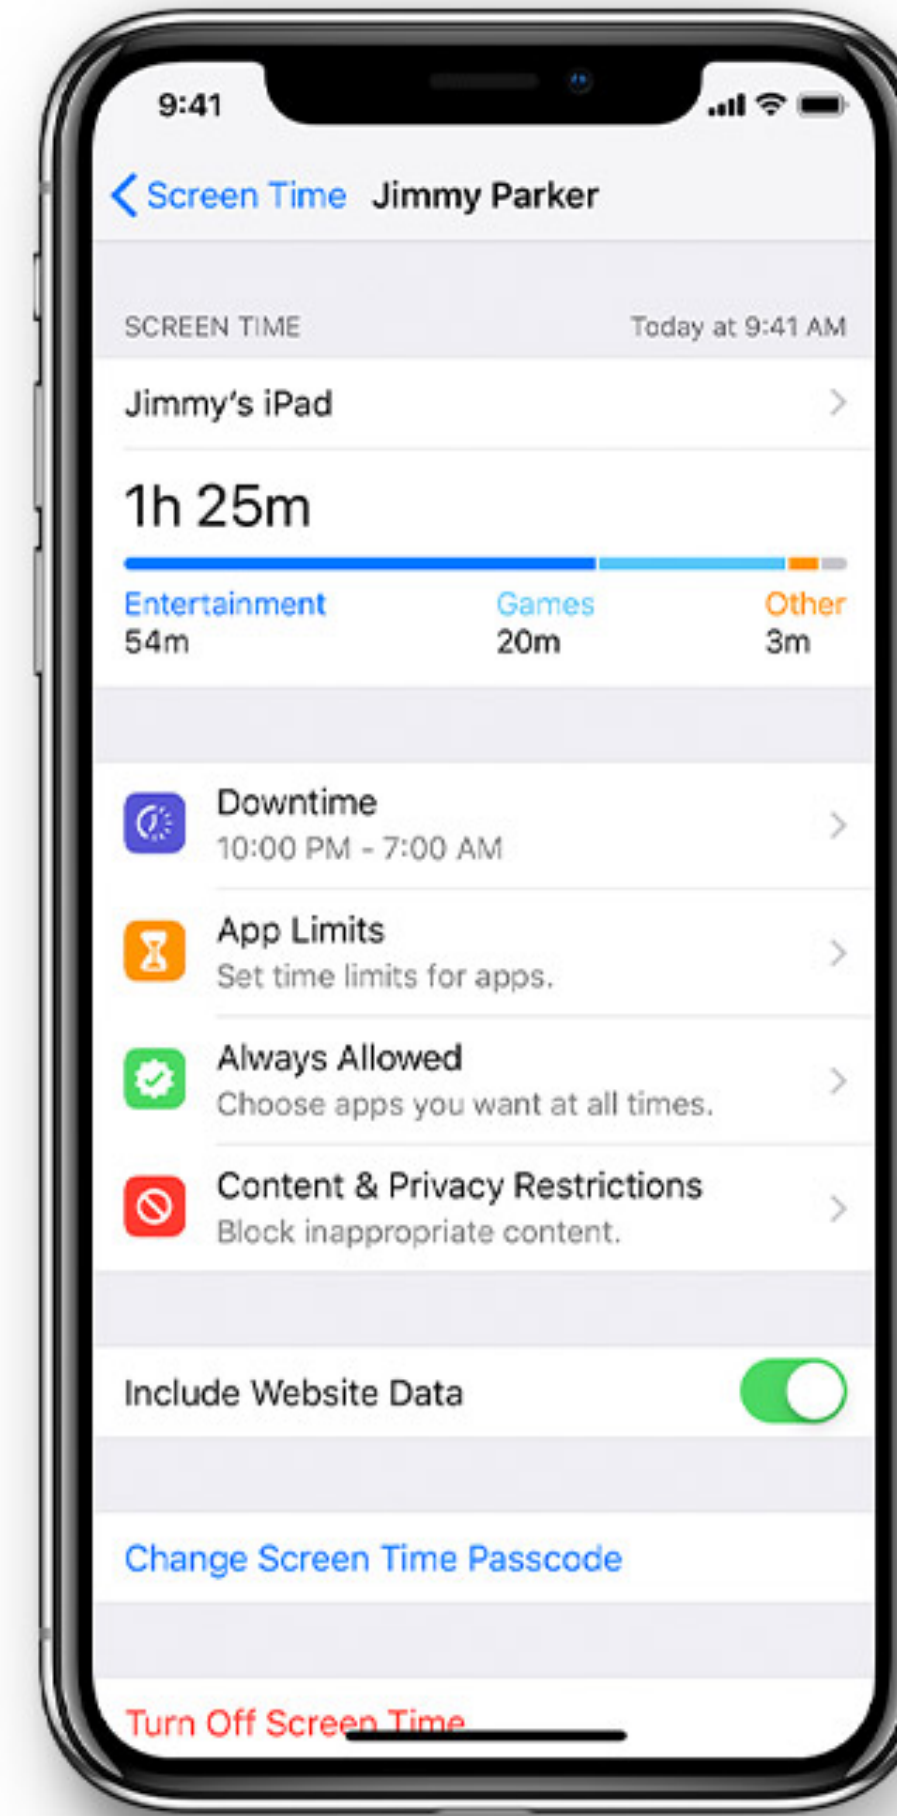 9:41
Screen Time Jimmy Parker
SCREEN TIME Today at 9:41 AM
Jimmy's iPad
1h 25m
Entertainment Games Other
54m 20m 3m
Downtime
10:00 PM - 7:00 AM
App Limits
Set time limits for apps.
Always Allowed
Choose apps you want at all times.
Content & Privacy Restrictions
Block inappropriate content.
Include Website Data
Change Screen Time Passcode
Turn Off Screen Time